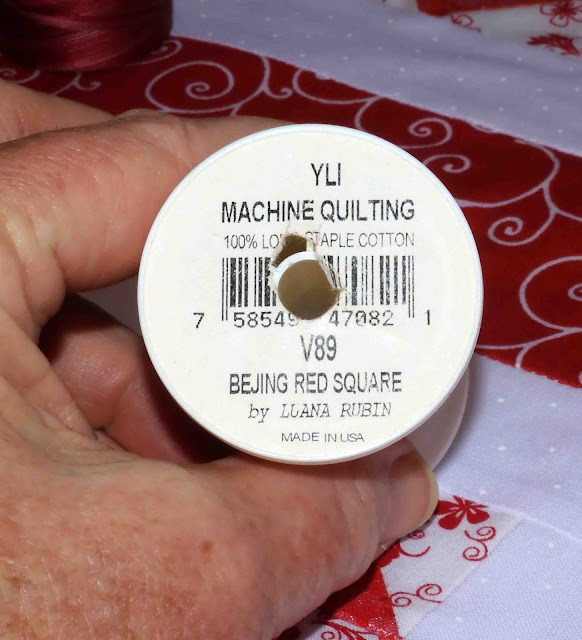 YLI
MACHINE QUILTING
100% STAPLE COTTON
7 58549 47082 1
V89
BEJING RED SQUARE
by LUANA RUBIN
MADE IN USA